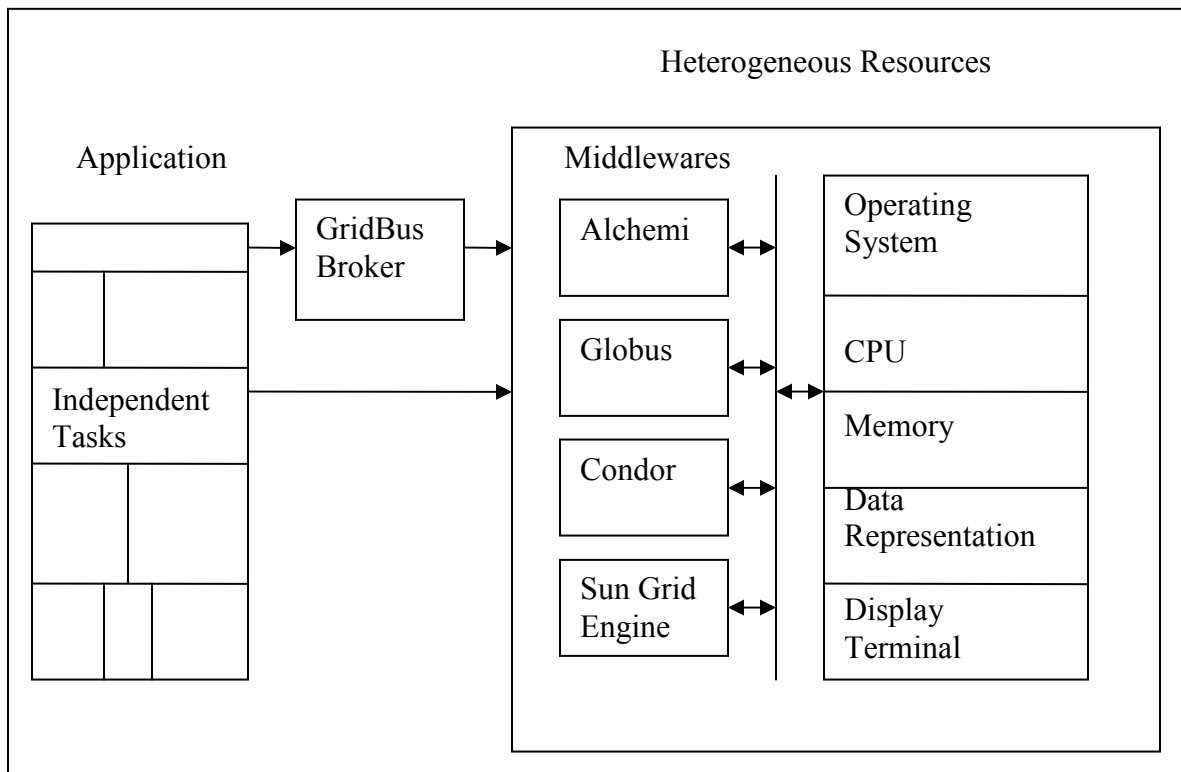 Heterogeneous Resources
Application
Middlewares
GridBus
Broker
Independent
Tasks
Alchemi
Globus
Condor
Sun Grid
Engine
Operating
System
CPU
Memory
Data
Representation
Display
Terminal